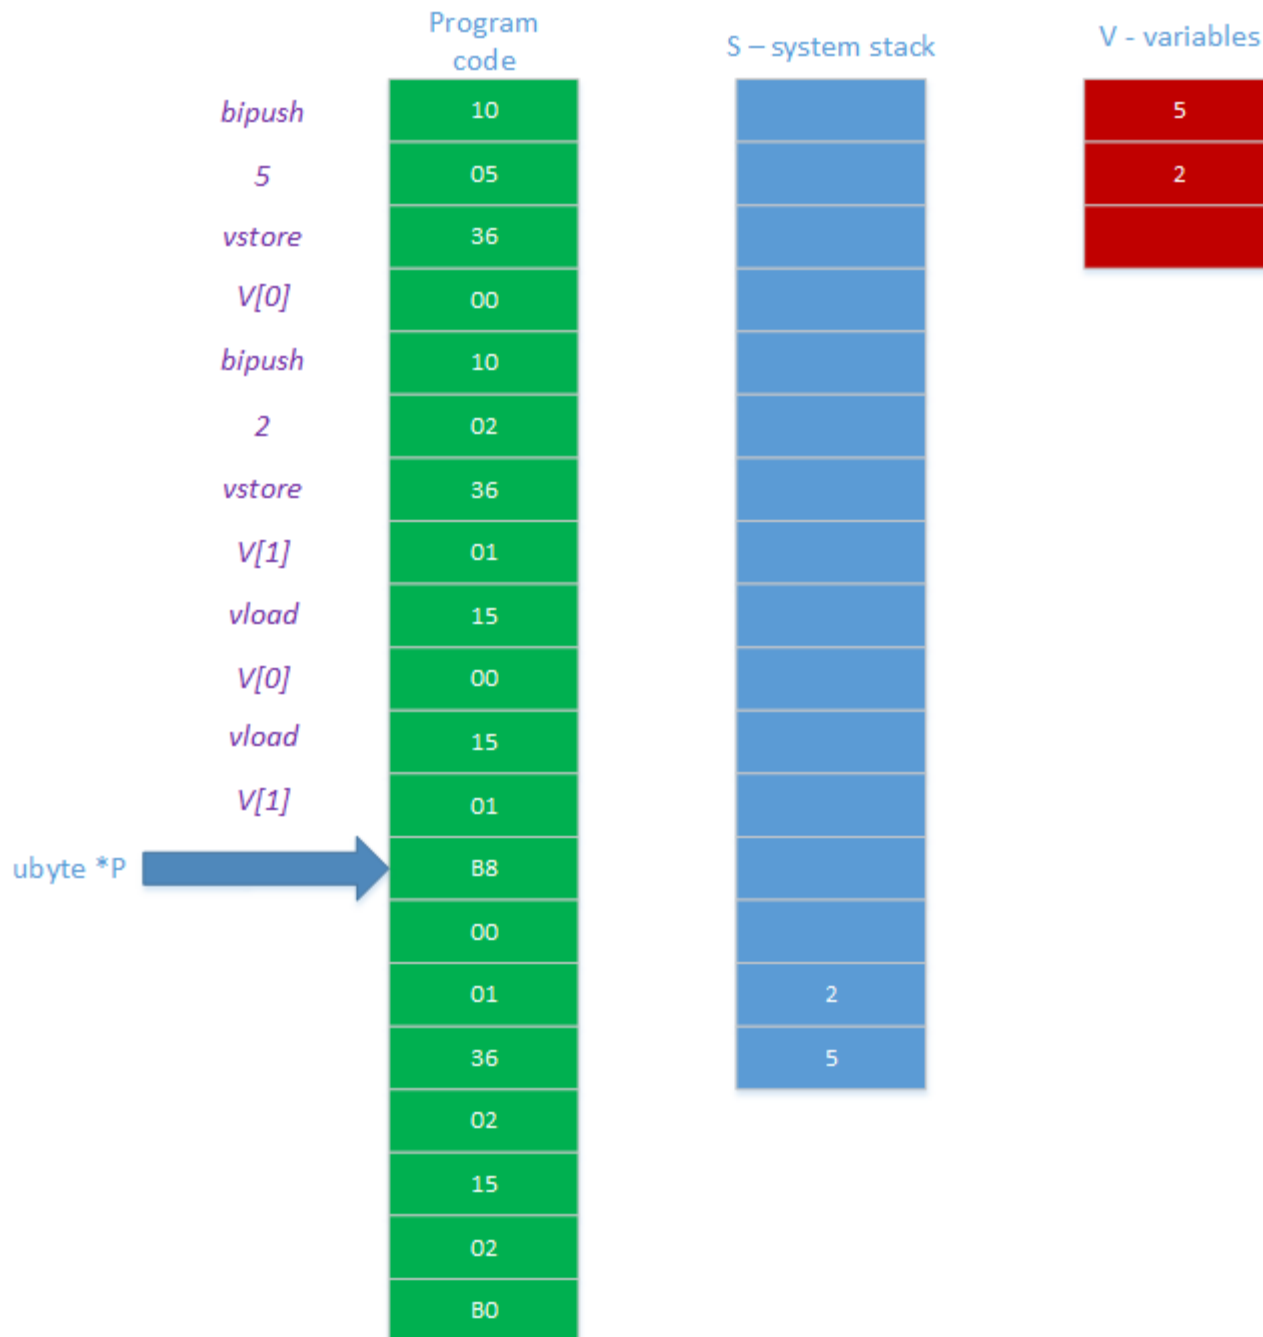 Program
code
S – system stack
V - variables
bipush 10 5
5 05 2
vstore 36
V[0] 00
bipush 10
2 02
vstore 36
V[1] 01
vload 15
V[0] 00
vload 15
V[1] 01
ubyte *P B8
00
01 2
36 5
02
15
02
B0